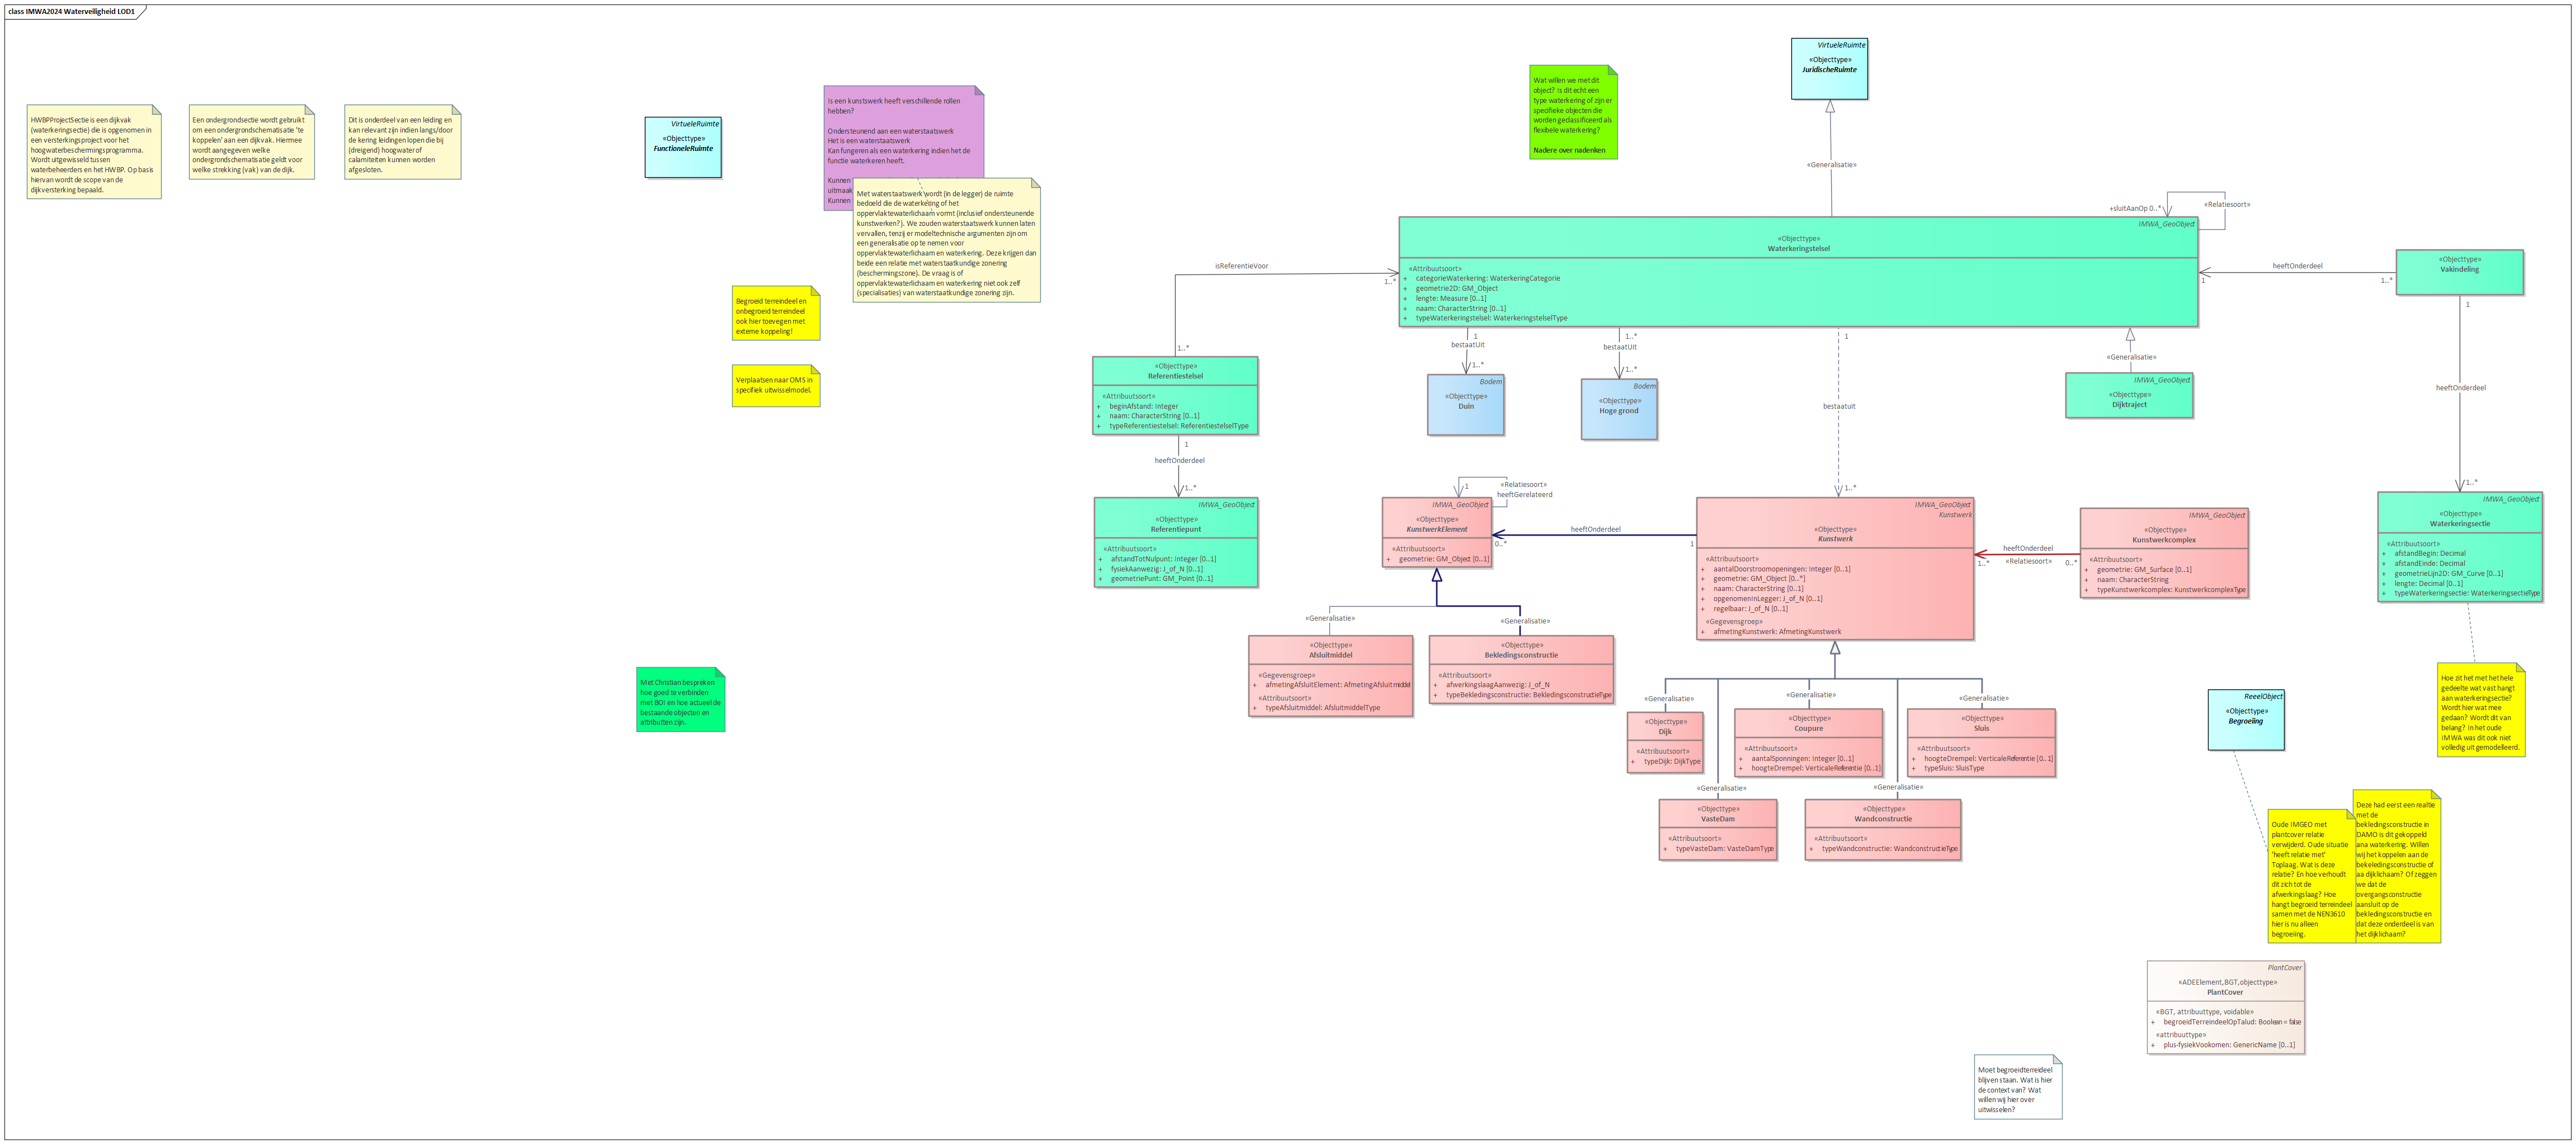 class IMWA2024 Waterveiligheid LOD1
HWBPProjectSectie is een dijkvak
(waterkeringsectie) die is opgenomen in
een versterkingsproject voor het
hoogwaterbeschermingsprogramma.
Wordt uitgewisseld tussen
waterbeheerders en het HWBP. Op basis
hiervan wordt de scope van de
dijkversterking bepaald.
Een ondergrondsectie wordt gebruikt
om een ondergrondschematisatie 'te
koppelen' aan een dijkvak. Hiermee
wordt aangegeven welke
ondergrondschematisatie geldt voor
welke strekking (vak) van de dijk.
Dit is onderdeel van een leiding en
kan relevant zijn indien langs/door
de kering leidingen lopen die bij
(dreigend) hoogwater of
calamiteiten kunnen worden
afgesloten.
VirtueleRuimte
«Objecttype»
FunctioneleRuimte
Is een kunstwerk heeft verschillende rollen
hebben?
Ondersteunend aan een waterstaatswerk
Het is een waterstaatswerk
Kan fungeren als een waterkering indien het de
functie waterkeren heeft.
Kunnen
uitmaak
Kunnen
Met waterstaatswerk wordt (in de legger) de ruimte
bedoeld die de waterkering of het
oppervlaktewaterlichaam vormt (inclusief ondersteunende
kunstwerken?). We zouden waterstaatswerk kunnen laten
vervallen, tenzij er modeltechnische argumenten zijn om
een generalisatie op te nemen voor
oppervlaktewaterlichaam en waterkering. Deze krijgen dan
beide een relatie met waterstaatkundige zonering
(beschermingszone). De vraag is of
oppervlaktewaterlichaam en waterkering niet ook zelf
(specialisaties) van waterstaatkundige zonering zijn.
Begroeid terreindeel en
onbegroeid terreindeel
ook hier toevegen met
externe koppeling!
Verplaatsen naar OMS in
specifiek uitwisselmodel.
Met Christian bespreken
hoe goed te verbinden
met BOI en hoe actueel de
bestaande objecten en
attributten zijn.
Wat willen we met dit
object? Is dit echt een
type waterkering of zijn er
specifieke objecten die
worden geclassificeerd als
flexibele waterkering?
Nadere over nadenken
VirtueleRuimte
«Objecttype»
JuridischeRuimte
«Generalisatie»
+sluitAanOp 0..*
«Relatiesoort»
IMWA_GeoObject
«Objecttype»
Waterkeringstelsel
«Attribuutsoort»
+ categorieWaterkering: WaterkeringCategorie
+ geometrie2D: GM_Object
+ lengte: Measure [0..1]
+ naam: CharacterString [0..1]
+ typeWaterkeringstelsel: WaterkeringstelselType
isReferentieVoor
1..*
1..*
heeftOnderdeel
1
1..*
«Objecttype»
Vakindeling
1
heeftOnderdeel
1..*
«Objecttype»
Referentiestelsel
«Attribuutsoort»
+ beginAfstand: Integer
+ naam: CharacterString [0..1]
+ typeReferentiestelsel: ReferentiestelselType
1
heeftOnderdeel
1..*
IMWA_GeoObject
«Objecttype»
Referentiepunt
«Attribuutsoort»
+ afstandTotNulpunt: Integer [0..1]
+ fysiekAanwezig: J_of_N [0..1]
+ geometriePunt: GM_Point [0..1]
1
bestaatUit
1..*
Bodem
«Objecttype»
Duin
1..*
bestaatUit
1..*
Bodem
«Objecttype»
Hoge grond
1
bestaatuit
1..*
«Generalisatie»
IMWA_GeoObject
«Objecttype»
Dijktraject
1
«Relatiesoort»
heeftGerelateerd
IMWA_GeoObject
«Objecttype»
KunstwerkElement
«Attribuutsoort»
+ geometrie: GM_Object [0..1]
heeftOnderdeel
0..*
1
IMWA_GeoObject
Kunstwerk
«Objecttype»
Kunstwerk
«Attribuutsoort»
+ aantalDoorstroomopeningen: Integer [0..1]
+ geometrie: GM_Object [0..*]
+ naam: CharacterString [0..1]
+ opgenomenInLegger: J_of_N [0..1]
+ regelbaar: J_of_N [0..1]
«Gegevensgroep»
+ afmetingKunstwerk: AfmetingKunstwerk
heeftOnderdeel
1..*
«Relatiesoort»
0..*
IMWA_GeoObject
«Objecttype»
Kunstwerkcomplex
«Attribuutsoort»
+ geometrie: GM_Surface [0..1]
+ naam: CharacterString
+ typeKunstwerkcomplex: KunstwerkcomplexType
IMWA_GeoObject
«Objecttype»
Waterkeringsectie
«Attribuutsoort»
+ afstandBegin: Decimal
+ afstandEinde: Decimal
+ geometrieLijn2D: GM_Curve [0..1]
+ lengte: Decimal [0..1]
+ typeWaterkeringsectie: WaterkeringsectieType
«Generalisatie»
«Generalisatie»
«Objecttype»
Afsluitmiddel
«Gegevensgroep»
+ afmetingAfsluitElement: AfmetingAfsluitmiddel
«Attribuutsoort»
+ typeAfsluitmiddel: AfsluitmiddelType
«Objecttype»
Bekledingsconstructie
«Attribuutsoort»
+ afwerkingslaagAanwezig: J_of_N
+ typeBekledingsconstructie: BekledingsconstructieType
«Generalisatie»
«Generalisatie»
«Generalisatie»
«Objecttype»
Dijk
«Attribuutsoort»
+ typeDijk: DijkType
«Objecttype»
Coupure
«Attribuutsoort»
+ aantalSponningen: Integer [0..1]
+ hoogteDrempel: VerticaleReferentie [0..1]
«Objecttype»
Sluis
«Attribuutsoort»
+ hoogteDrempel: VerticaleReferentie [0..1]
+ typeSluis: SluisType
«Generalisatie»
«Generalisatie»
«Objecttype»
VasteDam
«Attribuutsoort»
+ typeVasteDam: VasteDamType
«Objecttype»
Wandconstructie
«Attribuutsoort»
+ typeWandconstructie: WandconstructieType
Hoe zit het met het hele
gedeelte wat vast hangt
aan waterkeringsectie?
Wordt hier wat mee
gedaan? Wordt dit van
belang? In het oude
IMWA was dit ook niet
volledig uit gemodelleerd.
ReeelObject
«Objecttype»
Begroeiing
Oude IMGEO met
plantcover relatie
verwijderd. Oude situatie
'heeft relatie met'
Toplaag. Wat is deze
relatie? En hoe verhoudt
dit zich tot de
afwerkingslaag? Hoe
hangt begroeid terreindeel
samen met de NEN3610
hier is nu alleen
begroeiing.
Deze had eerst een realtie
met de
bekledingsconstructie in
DAMO is dit gekoppeld
ana waterkering. Willen
wij het koppelen aan de
bekeledingsconstructie of
aa dijklichaam? Of zeggen
we dat de
overgangsconstructie
aansluit op de
bekledingsconstructie en
dat deze onderdeel is van
het dijklichaam?
PlantCover
«ADEElement,BGT,objecttype»
PlantCover
«BGT, attribuuttype, voidable»
+ begroeidTerreindeelOpTalud: Boolean = false
«attribuuttype»
+ plus-fysiekVookomen: GenericName [0..1]
Moet begroeidterreideel
blijven staan. Wat is hier
de context van? Wat
willen wij hier over
uitwisselen?